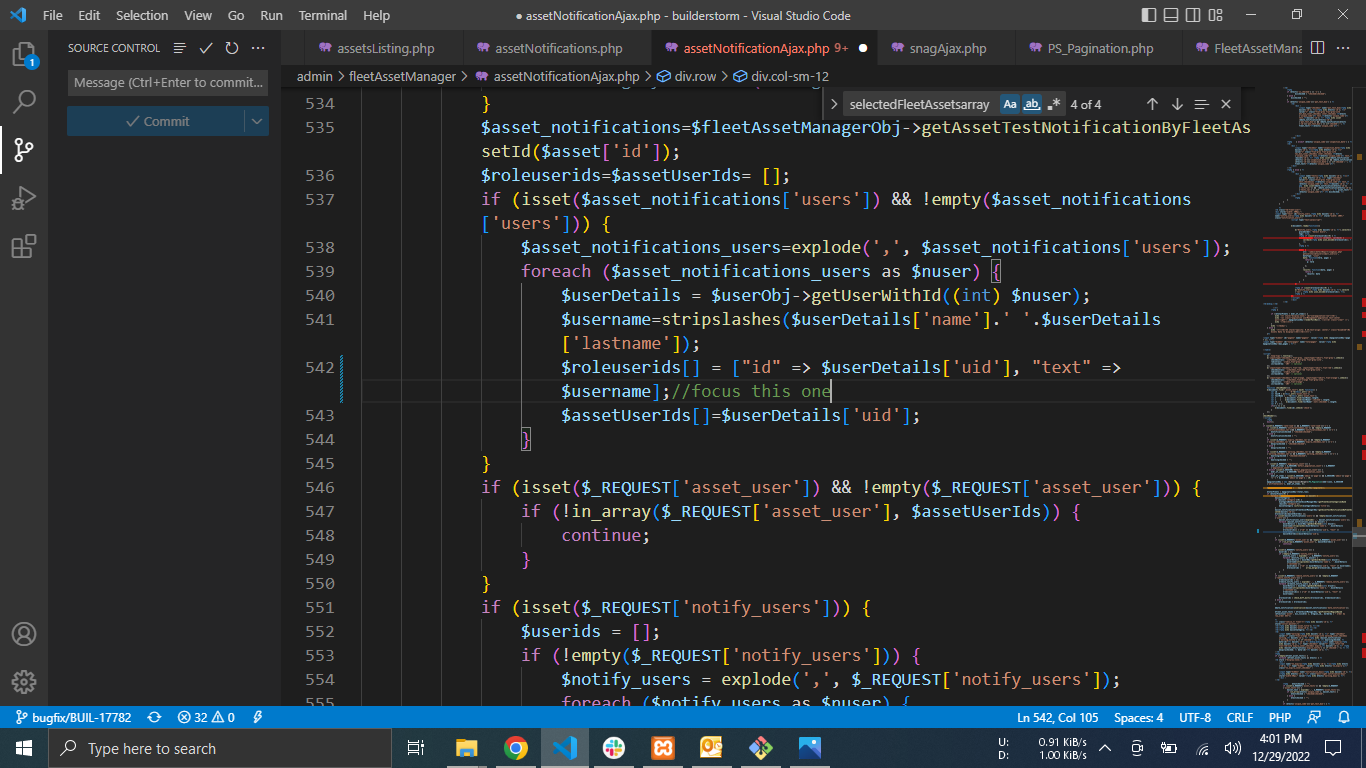 File Edit Selection View Go Run Terminal Help
● assetNotificationAjax.php - builderstorm - Visual Studio Code
SOURCE CONTROL
assetsListing.php assetNotifications.php assetNotificationAjax.php 9+ snagAjax.php PS_Pagination.php FleetAssetMana
1
Message (Ctrl+Enter to commit...
Commit
admin > fleetAssetManager > assetNotificationAjax.php > div.row > div.col-sm-12
selectedFleetAssetsarray Aa ab .* 4 of 4
534 }
535 $asset_notifications=$fleetAssetManagerObj->getAssetTestNotificationByFleetAs
setId($asset['id']);
536 $roleuserids=$assetUserIds= [];
537 if (isset($asset_notifications['users']) && !empty($asset_notifications
['users'])) {
538 $asset_notifications_users=explode(',', $asset_notifications['users']);
539 foreach ($asset_notifications_users as $nuser) {
540 $userDetails = $userObj->getUserWithId((int) $nuser);
541 $username=stripslashes($userDetails['name'].' '.$userDetails
['lastname']);
542 $roleuserids[] = ["id" => $userDetails['uid'], "text" =>
$username];//focus this one
543 $assetUserIds[]=$userDetails['uid'];
544 }
545 }
546 if (isset($_REQUEST['asset_user']) && !empty($_REQUEST['asset_user'])) {
547 if (!in_array($_REQUEST['asset_user'], $assetUserIds)) {
548 continue;
549 }
550 }
551 if (isset($_REQUEST['notify_users'])) {
552 $userids = [];
553 if (!empty($_REQUEST['notify_users'])) {
554 $notify_users = explode(',', $_REQUEST['notify_users']);
555 foreach ($notify_users as $nuser) {
bugfix/BUIL-17782 32 0 Ln 542, Col 105 Spaces: 4 UTF-8 CRLF PHP
Type here to search
U: 0.91 KiB/s
D: 1.00 KiB/s
4:01 PM
12/29/2022